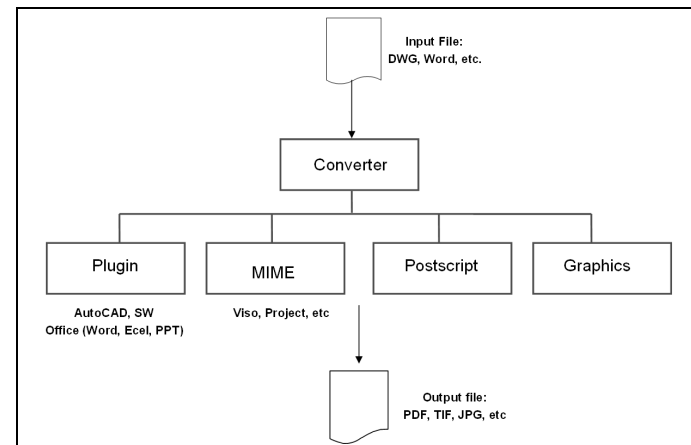 Input File:
DWG, Word, etc.
Converter
Plugin
MIME
Postscript
Graphics
AutoCAD, SW
Office (Word, Ecel, PPT)
Viso, Project, etc
Output file:
PDF, TIF, JPG, etc